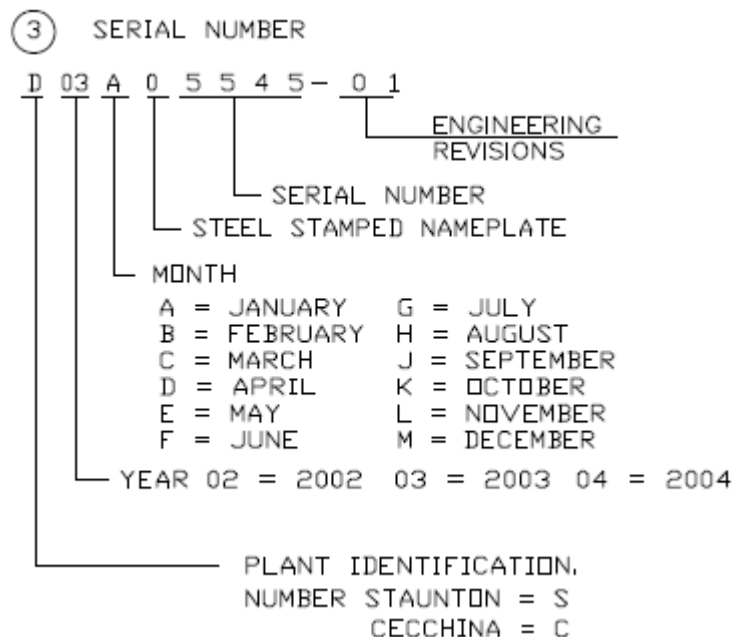 3 SERIAL NUMBER
D 03 A 0 5 5 4 5 - 0 1
ENGINEERING
REVISIONS
SERIAL NUMBER
STEEL STAMPED NAMEPLATE
MONTH
A = JANUARY G = JULY
B = FEBRUARY H = AUGUST
C = MARCH J = SEPTEMBER
D = APRIL K = OCTOBER
E = MAY L = NOVEMBER
F = JUNE M = DECEMBER
YEAR 02 = 2002 03 = 2003 04 = 2004
PLANT IDENTIFICATION.
NUMBER STAUNTON = S
CECCHINA = C